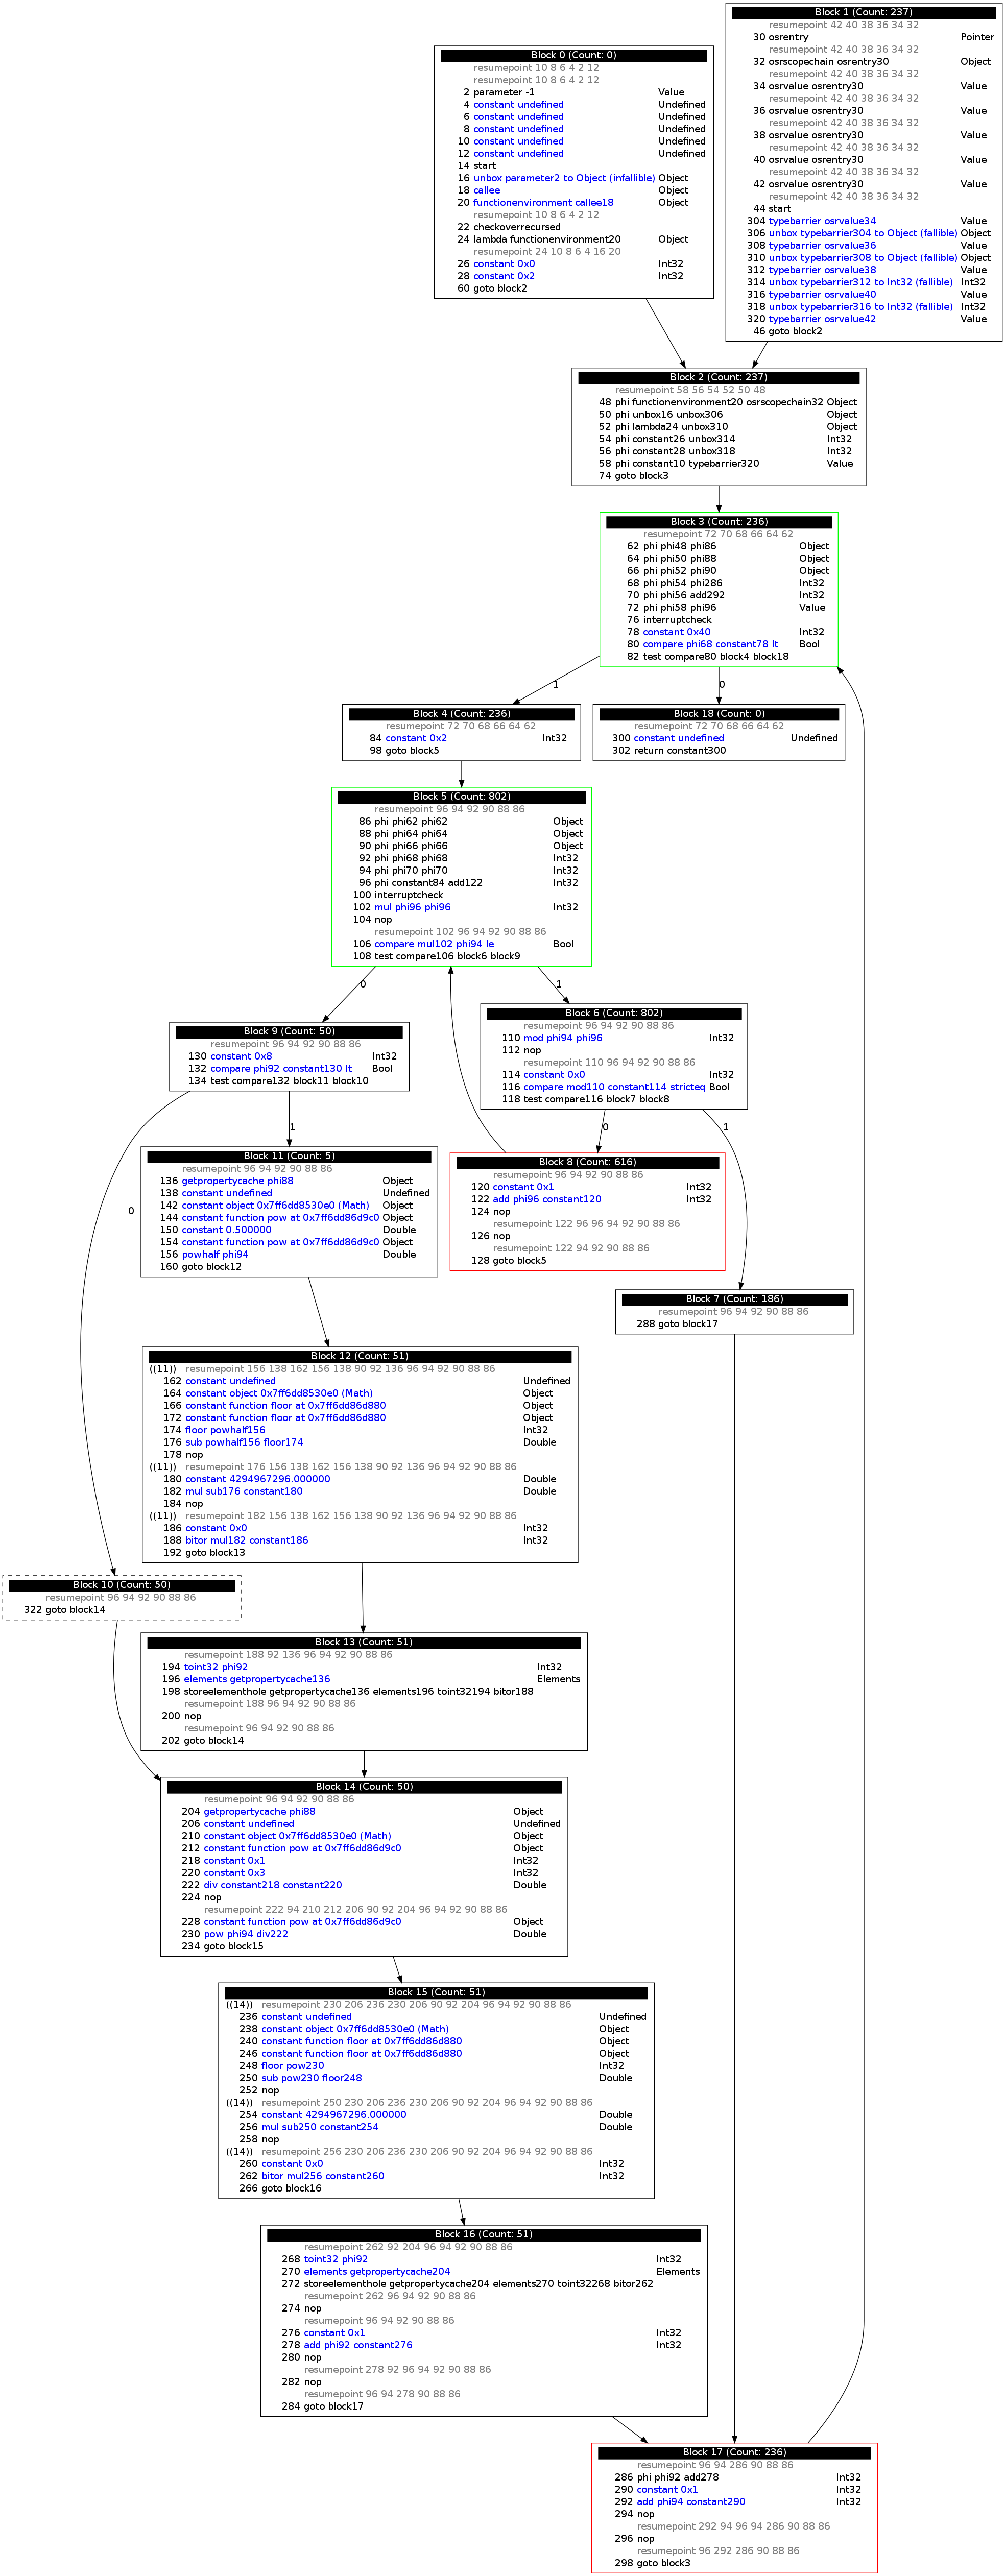 Block 0 (Count: 0)
resumepoint 10 8 6 4 2 12
resumepoint 10 8 6 4 2 12
2 parameter -1 Value
4 constant undefined Undefined
6 constant undefined Undefined
8 constant undefined Undefined
10 constant undefined Undefined
12 constant undefined Undefined
14 start
16 unbox parameter2 to Object (infallible) Object
18 callee Object
20 functionenvironment callee18 Object
resumepoint 10 8 6 4 2 12
22 checkoverrecursed
24 lambda functionenvironment20 Object
resumepoint 24 10 8 6 4 16 20
26 constant 0x0 Int32
28 constant 0x2 Int32
60 goto block2
Block 1 (Count: 237)
resumepoint 42 40 38 36 34 32
30 osrentry Pointer
resumepoint 42 40 38 36 34 32
32 osrscopechain osrentry30 Object
resumepoint 42 40 38 36 34 32
34 osrvalue osrentry30 Value
resumepoint 42 40 38 36 34 32
36 osrvalue osrentry30 Value
resumepoint 42 40 38 36 34 32
38 osrvalue osrentry30 Value
resumepoint 42 40 38 36 34 32
40 osrvalue osrentry30 Value
resumepoint 42 40 38 36 34 32
42 osrvalue osrentry30 Value
resumepoint 42 40 38 36 34 32
44 start
304 typebarrier osrvalue34 Value
306 unbox typebarrier304 to Object (fallible) Object
308 typebarrier osrvalue36 Value
310 unbox typebarrier308 to Object (fallible) Object
312 typebarrier osrvalue38 Value
314 unbox typebarrier312 to Int32 (fallible) Int32
316 typebarrier osrvalue40 Value
318 unbox typebarrier316 to Int32 (fallible) Int32
320 typebarrier osrvalue42 Value
46 goto block2
Block 2 (Count: 237)
resumepoint 58 56 54 52 50 48
48 phi functionenvironment20 osrscopechain32 Object
50 phi unbox16 unbox306 Object
52 phi lambda24 unbox310 Object
54 phi constant26 unbox314 Int32
56 phi constant28 unbox318 Int32
58 phi constant10 typebarrier320 Value
74 goto block3
Block 3 (Count: 236)
resumepoint 72 70 68 66 64 62
62 phi phi48 phi86 Object
64 phi phi50 phi88 Object
66 phi phi52 phi90 Object
68 phi phi54 phi286 Int32
70 phi phi56 add292 Int32
72 phi phi58 phi96 Value
76 interruptcheck
78 constant 0x40 Int32
80 compare phi68 constant78 lt Bool
82 test compare80 block4 block18
1
0
Block 4 (Count: 236)
resumepoint 72 70 68 66 64 62
84 constant 0x2 Int32
98 goto block5
Block 18 (Count: 0)
resumepoint 72 70 68 66 64 62
300 constant undefined Undefined
302 return constant300
Block 5 (Count: 802)
resumepoint 96 94 92 90 88 86
86 phi phi62 phi62 Object
88 phi phi64 phi64 Object
90 phi phi66 phi66 Object
92 phi phi68 phi68 Int32
94 phi phi70 phi70 Int32
96 phi constant84 add122 Int32
100 interruptcheck
102 mul phi96 phi96 Int32
104 nop
resumepoint 102 96 94 92 90 88 86
106 compare mul102 phi94 le Bool
108 test compare106 block6 block9
0
1
Block 9 (Count: 50)
resumepoint 96 94 92 90 88 86
130 constant 0x8 Int32
132 compare phi92 constant130 lt Bool
134 test compare132 block11 block10
Block 6 (Count: 802)
resumepoint 96 94 92 90 88 86
110 mod phi94 phi96 Int32
112 nop
resumepoint 110 96 94 92 90 88 86
114 constant 0x0 Int32
116 compare mod110 constant114 stricteq Bool
118 test compare116 block7 block8
1
0
1
0
Block 11 (Count: 5)
resumepoint 96 94 92 90 88 86
136 getpropertycache phi88 Object
138 constant undefined Undefined
142 constant object 0x7ff6dd8530e0 (Math) Object
144 constant function pow at 0x7ff6dd86d9c0 Object
150 constant 0.500000 Double
154 constant function pow at 0x7ff6dd86d9c0 Object
156 powhalf phi94 Double
160 goto block12
Block 8 (Count: 616)
resumepoint 96 94 92 90 88 86
120 constant 0x1 Int32
122 add phi96 constant120 Int32
124 nop
resumepoint 122 96 96 94 92 90 88 86
126 nop
resumepoint 122 94 92 90 88 86
128 goto block5
Block 7 (Count: 186)
resumepoint 96 94 92 90 88 86
288 goto block17
Block 12 (Count: 51)
((11)) resumepoint 156 138 162 156 138 90 92 136 96 94 92 90 88 86
162 constant undefined Undefined
164 constant object 0x7ff6dd8530e0 (Math) Object
166 constant function floor at 0x7ff6dd86d880 Object
172 constant function floor at 0x7ff6dd86d880 Object
174 floor powhalf156 Int32
176 sub powhalf156 floor174 Double
178 nop
((11)) resumepoint 176 156 138 162 156 138 90 92 136 96 94 92 90 88 86
180 constant 4294967296.000000 Double
182 mul sub176 constant180 Double
184 nop
((11)) resumepoint 182 156 138 162 156 138 90 92 136 96 94 92 90 88 86
186 constant 0x0 Int32
188 bitor mul182 constant186 Int32
192 goto block13
Block 10 (Count: 50)
resumepoint 96 94 92 90 88 86
322 goto block14
Block 13 (Count: 51)
resumepoint 188 92 136 96 94 92 90 88 86
194 toint32 phi92 Int32
196 elements getpropertycache136 Elements
198 storeelementhole getpropertycache136 elements196 toint32194 bitor188
resumepoint 188 96 94 92 90 88 86
200 nop
resumepoint 96 94 92 90 88 86
202 goto block14
Block 14 (Count: 50)
resumepoint 96 94 92 90 88 86
204 getpropertycache phi88 Object
206 constant undefined Undefined
210 constant object 0x7ff6dd8530e0 (Math) Object
212 constant function pow at 0x7ff6dd86d9c0 Object
218 constant 0x1 Int32
220 constant 0x3 Int32
222 div constant218 constant220 Double
224 nop
resumepoint 222 94 210 212 206 90 92 204 96 94 92 90 88 86
228 constant function pow at 0x7ff6dd86d9c0 Object
230 pow phi94 div222 Double
234 goto block15
Block 15 (Count: 51)
((14)) resumepoint 230 206 236 230 206 90 92 204 96 94 92 90 88 86
236 constant undefined Undefined
238 constant object 0x7ff6dd8530e0 (Math) Object
240 constant function floor at 0x7ff6dd86d880 Object
246 constant function floor at 0x7ff6dd86d880 Object
248 floor pow230 Int32
250 sub pow230 floor248 Double
252 nop
((14)) resumepoint 250 230 206 236 230 206 90 92 204 96 94 92 90 88 86
254 constant 4294967296.000000 Double
256 mul sub250 constant254 Double
258 nop
((14)) resumepoint 256 230 206 236 230 206 90 92 204 96 94 92 90 88 86
260 constant 0x0 Int32
262 bitor mul256 constant260 Int32
266 goto block16
Block 16 (Count: 51)
resumepoint 262 92 204 96 94 92 90 88 86
268 toint32 phi92 Int32
270 elements getpropertycache204 Elements
272 storeelementhole getpropertycache204 elements270 toint32268 bitor262
resumepoint 262 96 94 92 90 88 86
274 nop
resumepoint 96 94 92 90 88 86
276 constant 0x1 Int32
278 add phi92 constant276 Int32
280 nop
resumepoint 278 92 96 94 92 90 88 86
282 nop
resumepoint 96 94 278 90 88 86
284 goto block17
Block 17 (Count: 236)
resumepoint 96 94 286 90 88 86
286 phi phi92 add278 Int32
290 constant 0x1 Int32
292 add phi94 constant290 Int32
294 nop
resumepoint 292 94 96 94 286 90 88 86
296 nop
resumepoint 96 292 286 90 88 86
298 goto block3